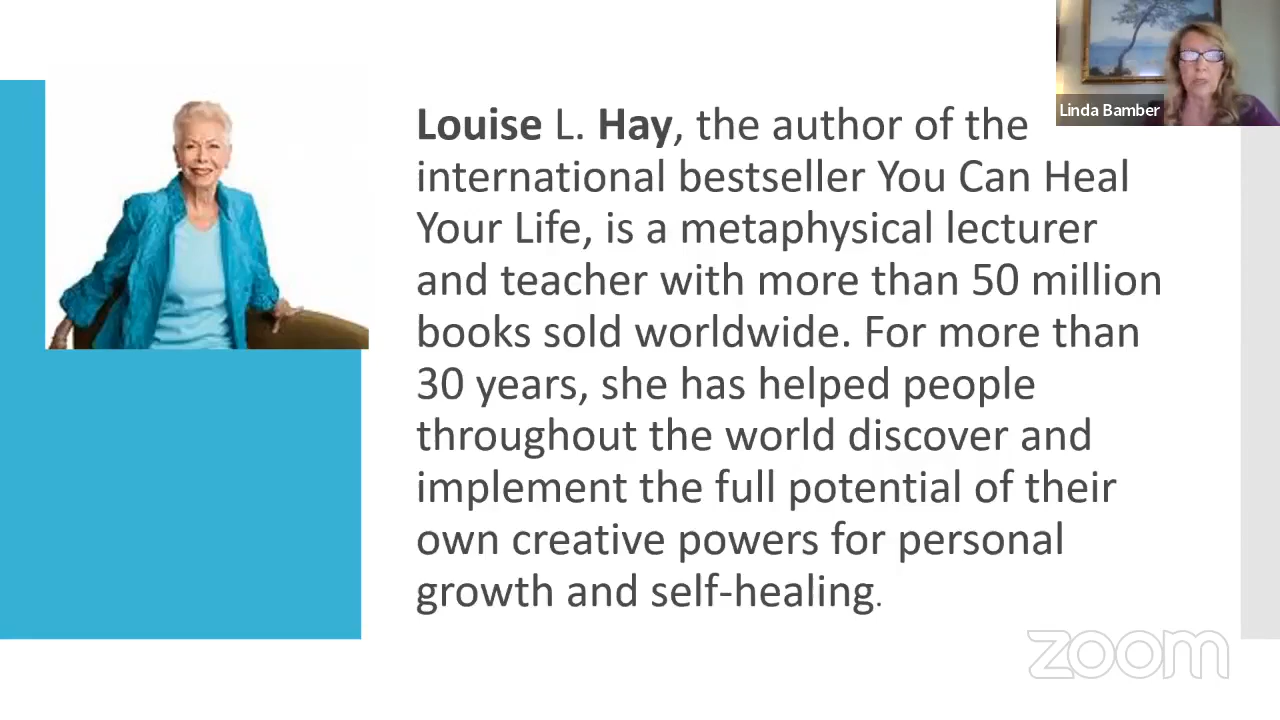 Linda Bamber
Louise L. Hay, the author of the
international bestseller You Can Heal
Your Life, is a metaphysical lecturer
and teacher with more than 50 million
books sold worldwide. For more than
30 years, she has helped people
throughout the world discover and
implement the full potential of their
own creative powers for personal
growth and self-healing.
zoom